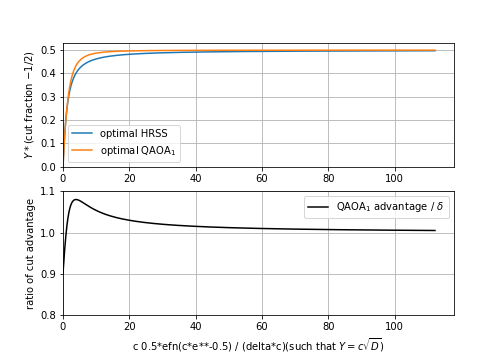 0.5
0.4
0.3
0.2
0.1
0.0
Y* (cut fraction −1/2)
optimal HRSS
optimal QAOA₁
0 20 40 60 80 100
1.1
1.0
0.9
0.8
ratio of cut advantage
QAOA₁ advantage / δ
0 20 40 60 80 100
c 0.5*efn(c*e**-0.5) / (delta*c)(such that Y = c√D)